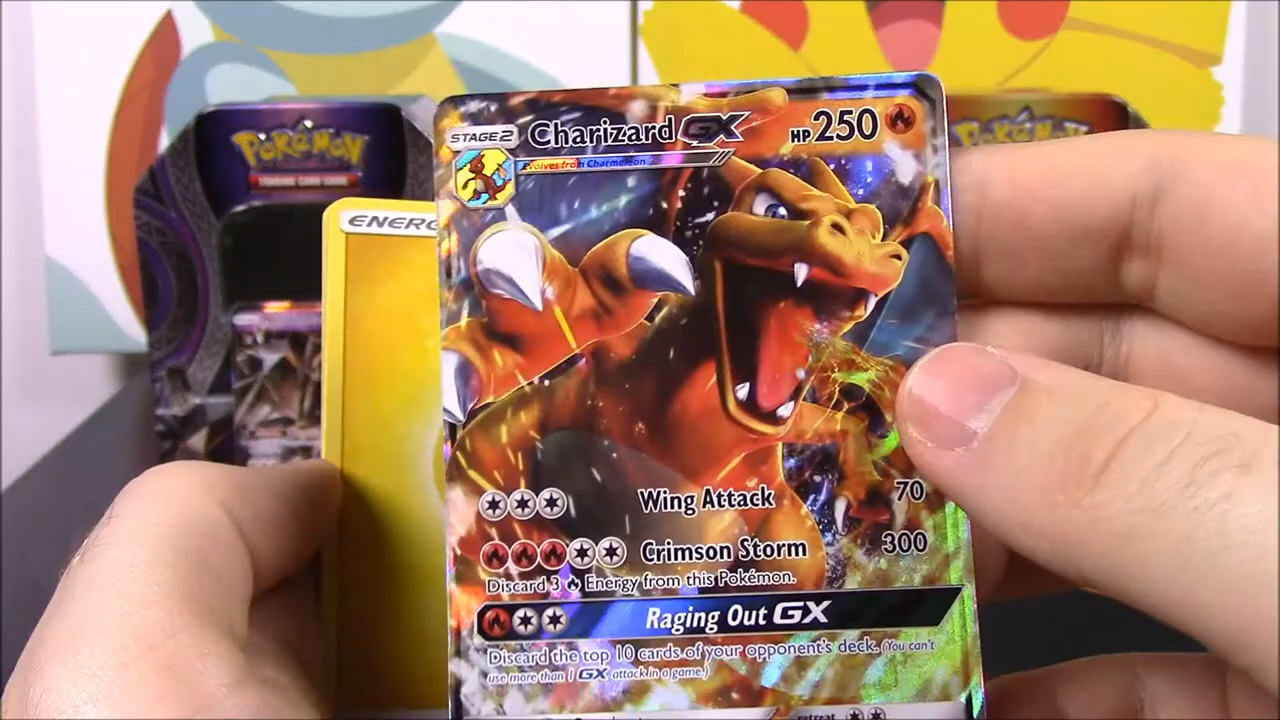 Pokémon
TRADING CARD GAME
Pokémon
ENERG
STAGE 2 Charizard GX HP 250
Evolves from Charmeleon
Wing Attack 70
Crimson Storm 300
Discard 3 Energy from this Pokémon.
Raging Out GX
Discard the top 10 cards of your opponent's deck. (You can't
use more than 1 GX attack in a game.)
retreat